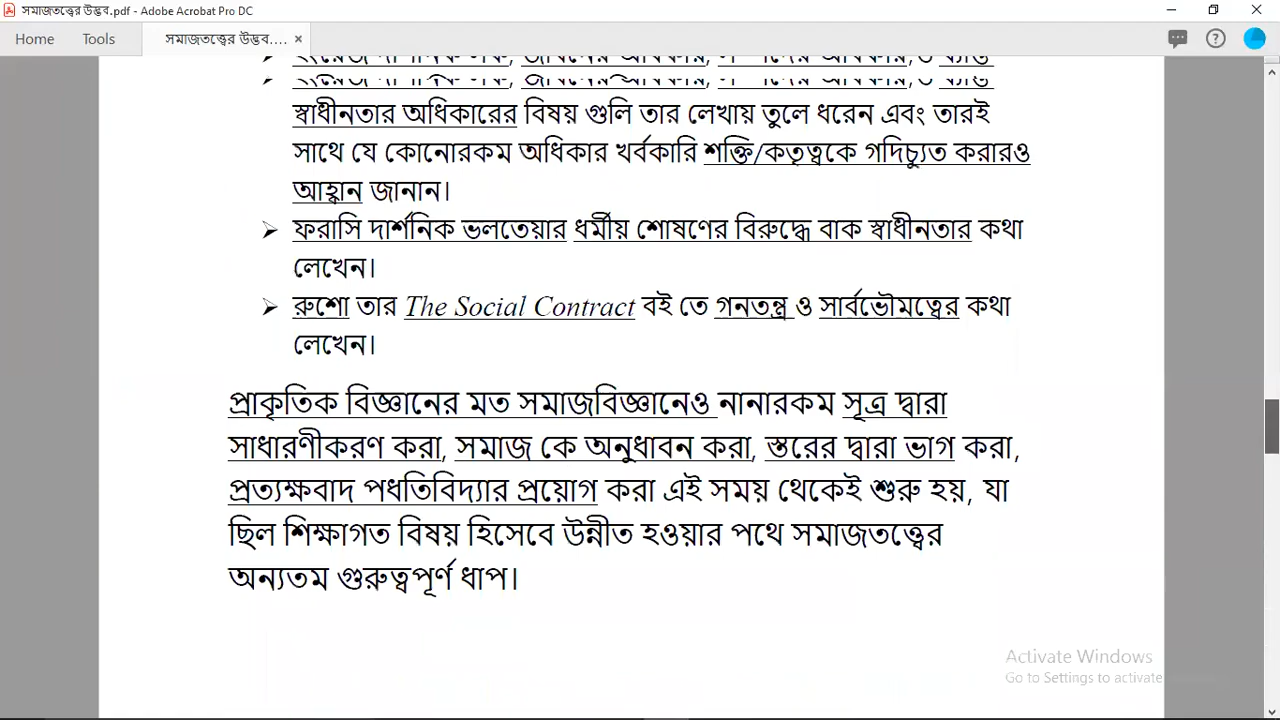 সমাজতত্ত্বের উদ্ভব.pdf - Adobe Acrobat Pro DC
Home Tools সমাজতত্ত্বের উদ্ভব.... ×
স্বাধীনতার অধিকারের বিষয় গুলি তার লেখায় তুলে ধরেন এবং তারই
সাথে যে কোনোরকম অধিকার খর্বকারি শক্তি/কতৃত্বকে গদিচ্যুত করারও
আহ্বান জানান।
➢ ফরাসি দার্শনিক ভলতেয়ার ধর্মীয় শোষণের বিরুদ্ধে বাক স্বাধীনতার কথা
লেখেন।
➢ রুশো তার The Social Contract বই তে গনতন্ত্র ও সার্বভৌমত্বের কথা
লেখেন।
প্রাকৃতিক বিজ্ঞানের মত সমাজবিজ্ঞানেও নানারকম সূত্র দ্বারা
সাধারণীকরণ করা, সমাজ কে অনুধাবন করা, স্তরের দ্বারা ভাগ করা,
প্রত্যক্ষবাদ পধতিবিদ্যার প্রয়োগ করা এই সময় থেকেই শুরু হয়, যা
ছিল শিক্ষাগত বিষয় হিসেবে উন্নীত হওয়ার পথে সমাজতত্ত্বের
অন্যতম গুরুত্বপূর্ণ ধাপ।
Activate Windows
Go to Settings to activate